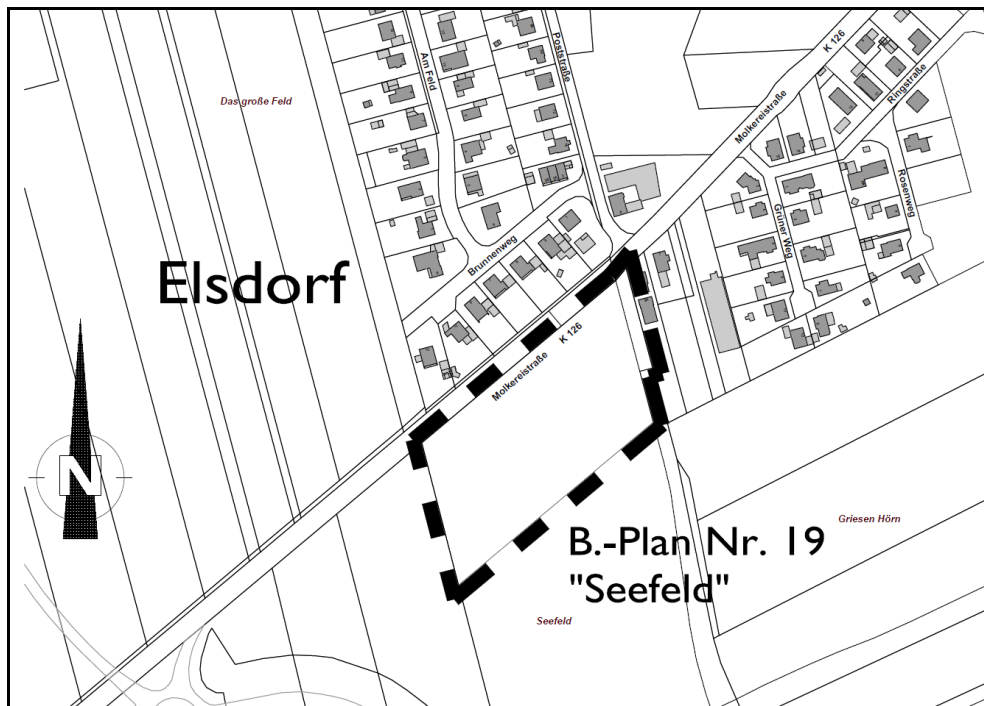 K 126
Poststraße
Am Feld
Das große Feld
Molkereistraße
Ringstraße
Rosenweg
Grüner Weg
Brunnenweg
Elsdorf
K 126
Molkereistraße
N
Griesen Hörn
B.-Plan Nr. 19
"Seefeld"
Seefeld